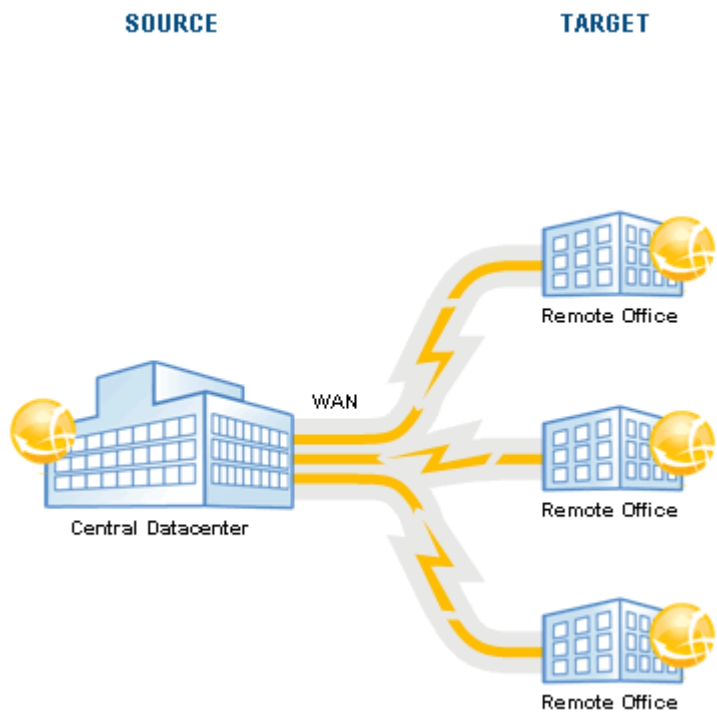 SOURCE
TARGET
Remote Office
WAN
Central Datacenter
Remote Office
Remote Office